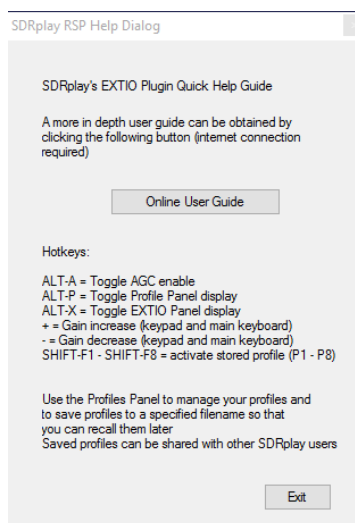 SDRplay RSP Help Dialog
SDRplay's EXTIO Plugin Quick Help Guide
A more in depth user guide can be obtained by
clicking the following button (internet connection
required)
Online User Guide
Hotkeys:
ALT-A = Toggle AGC enable
ALT-P = Toggle Profile Panel display
ALT-X = Toggle EXTIO Panel display
+ = Gain increase (keypad and main keyboard)
- = Gain decrease (keypad and main keyboard)
SHIFT-F1 - SHIFT-F8 = activate stored profile (P1 - P8)
Use the Profiles Panel to manage your profiles and
to save profiles to a specified filename so that
you can recall them later
Saved profiles can be shared with other SDRplay users
Exit